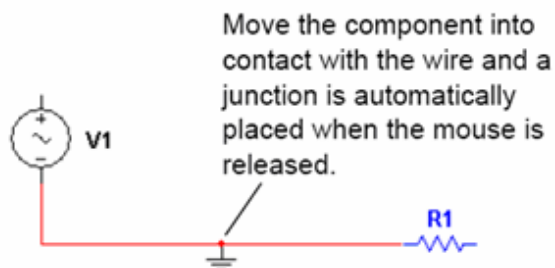 Move the component into
contact with the wire and a
junction is automatically
placed when the mouse is
released.
V1
R1